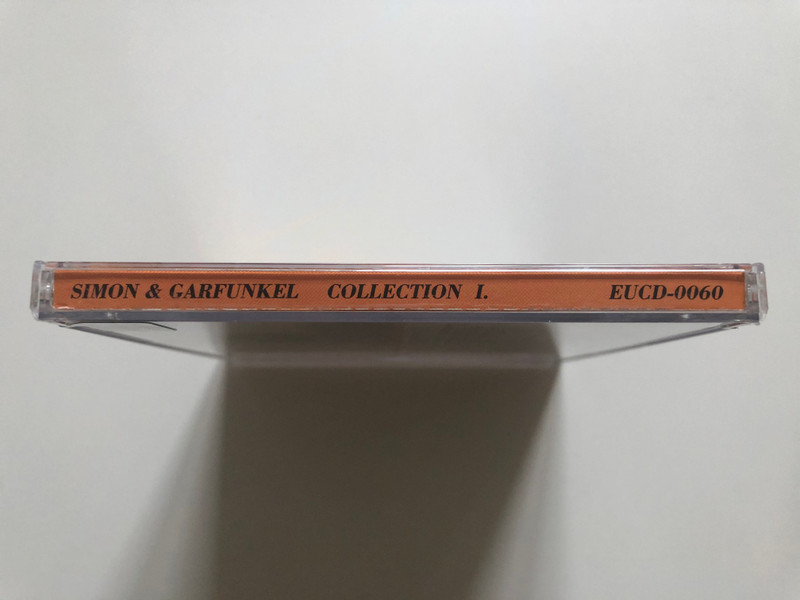 SIMON & GARFUNKEL COLLECTION I. EUCD-0060